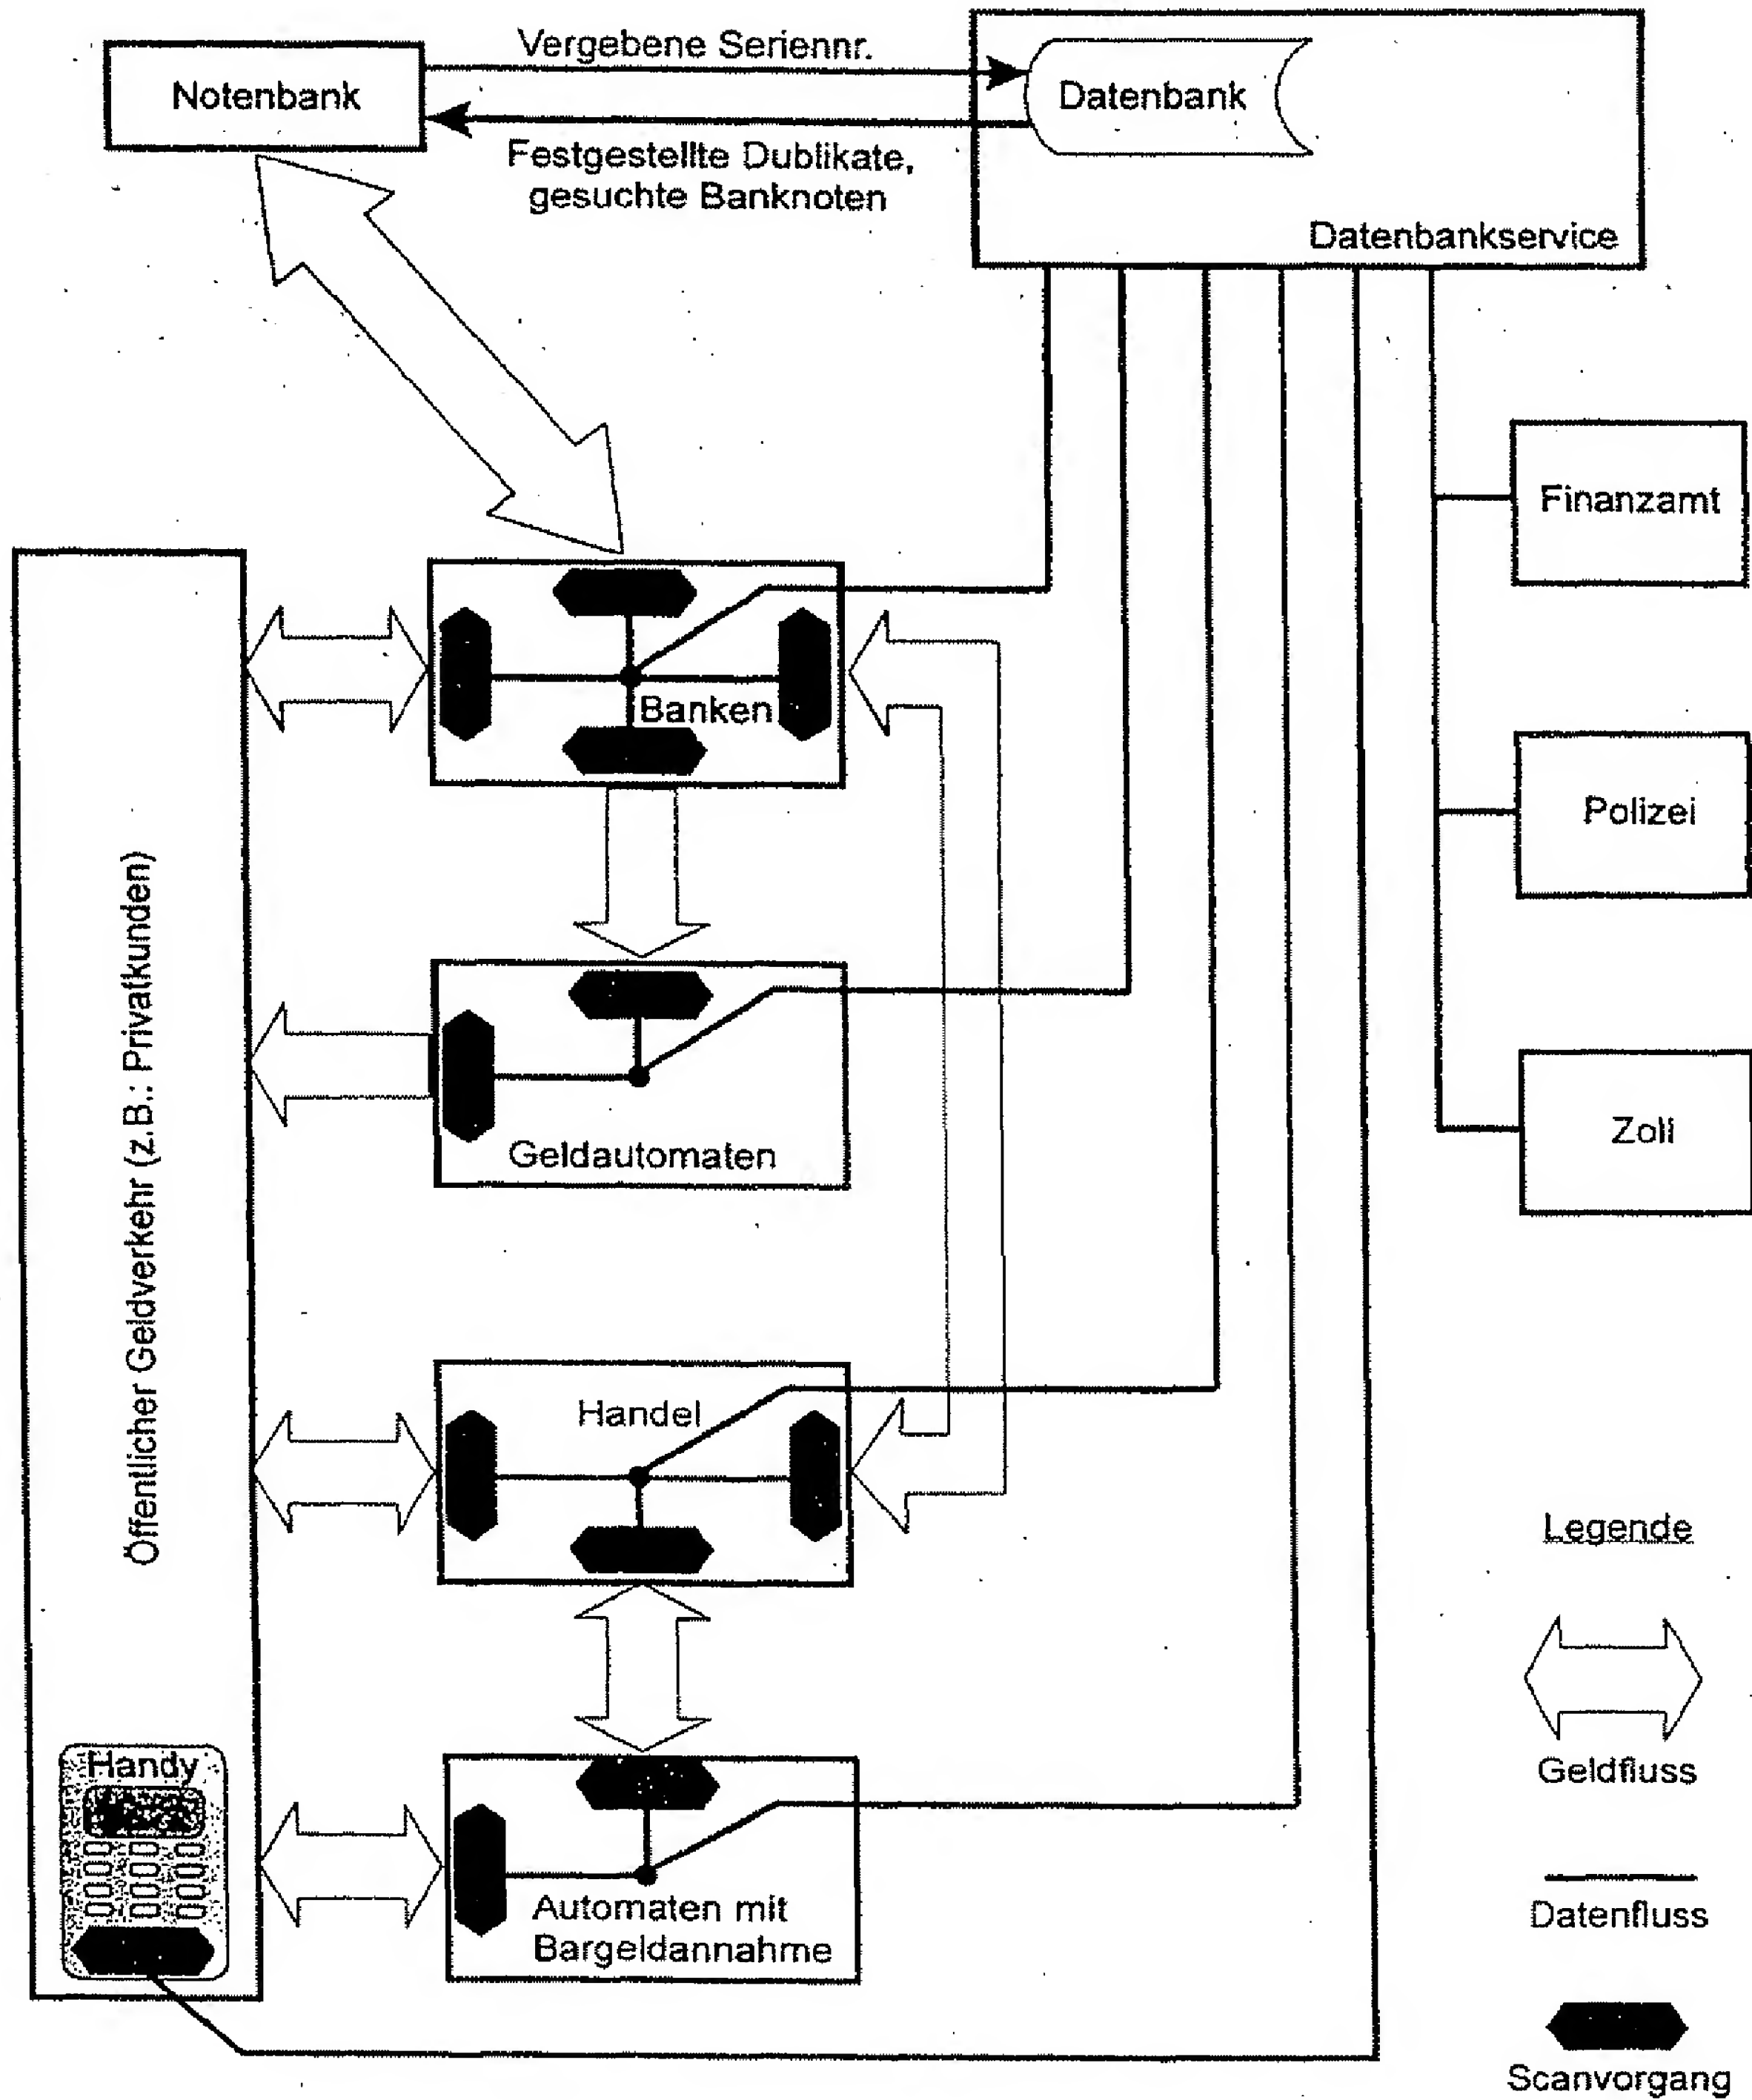 Vergebene Seriennr.
Notenbank
Datenbank
Festgestellte Dublikate,
gesuchte Banknoten
Datenbankservice
Finanzamt
Banken
Polizei
Öffentlicher Geldverkehr (z.B.: Privatkunden)
Zoll
Geldautomaten
Handel
Legende
Geldfluss
Handy
Automaten mit
Bargeldannahme
Datenfluss
Scanvorgang